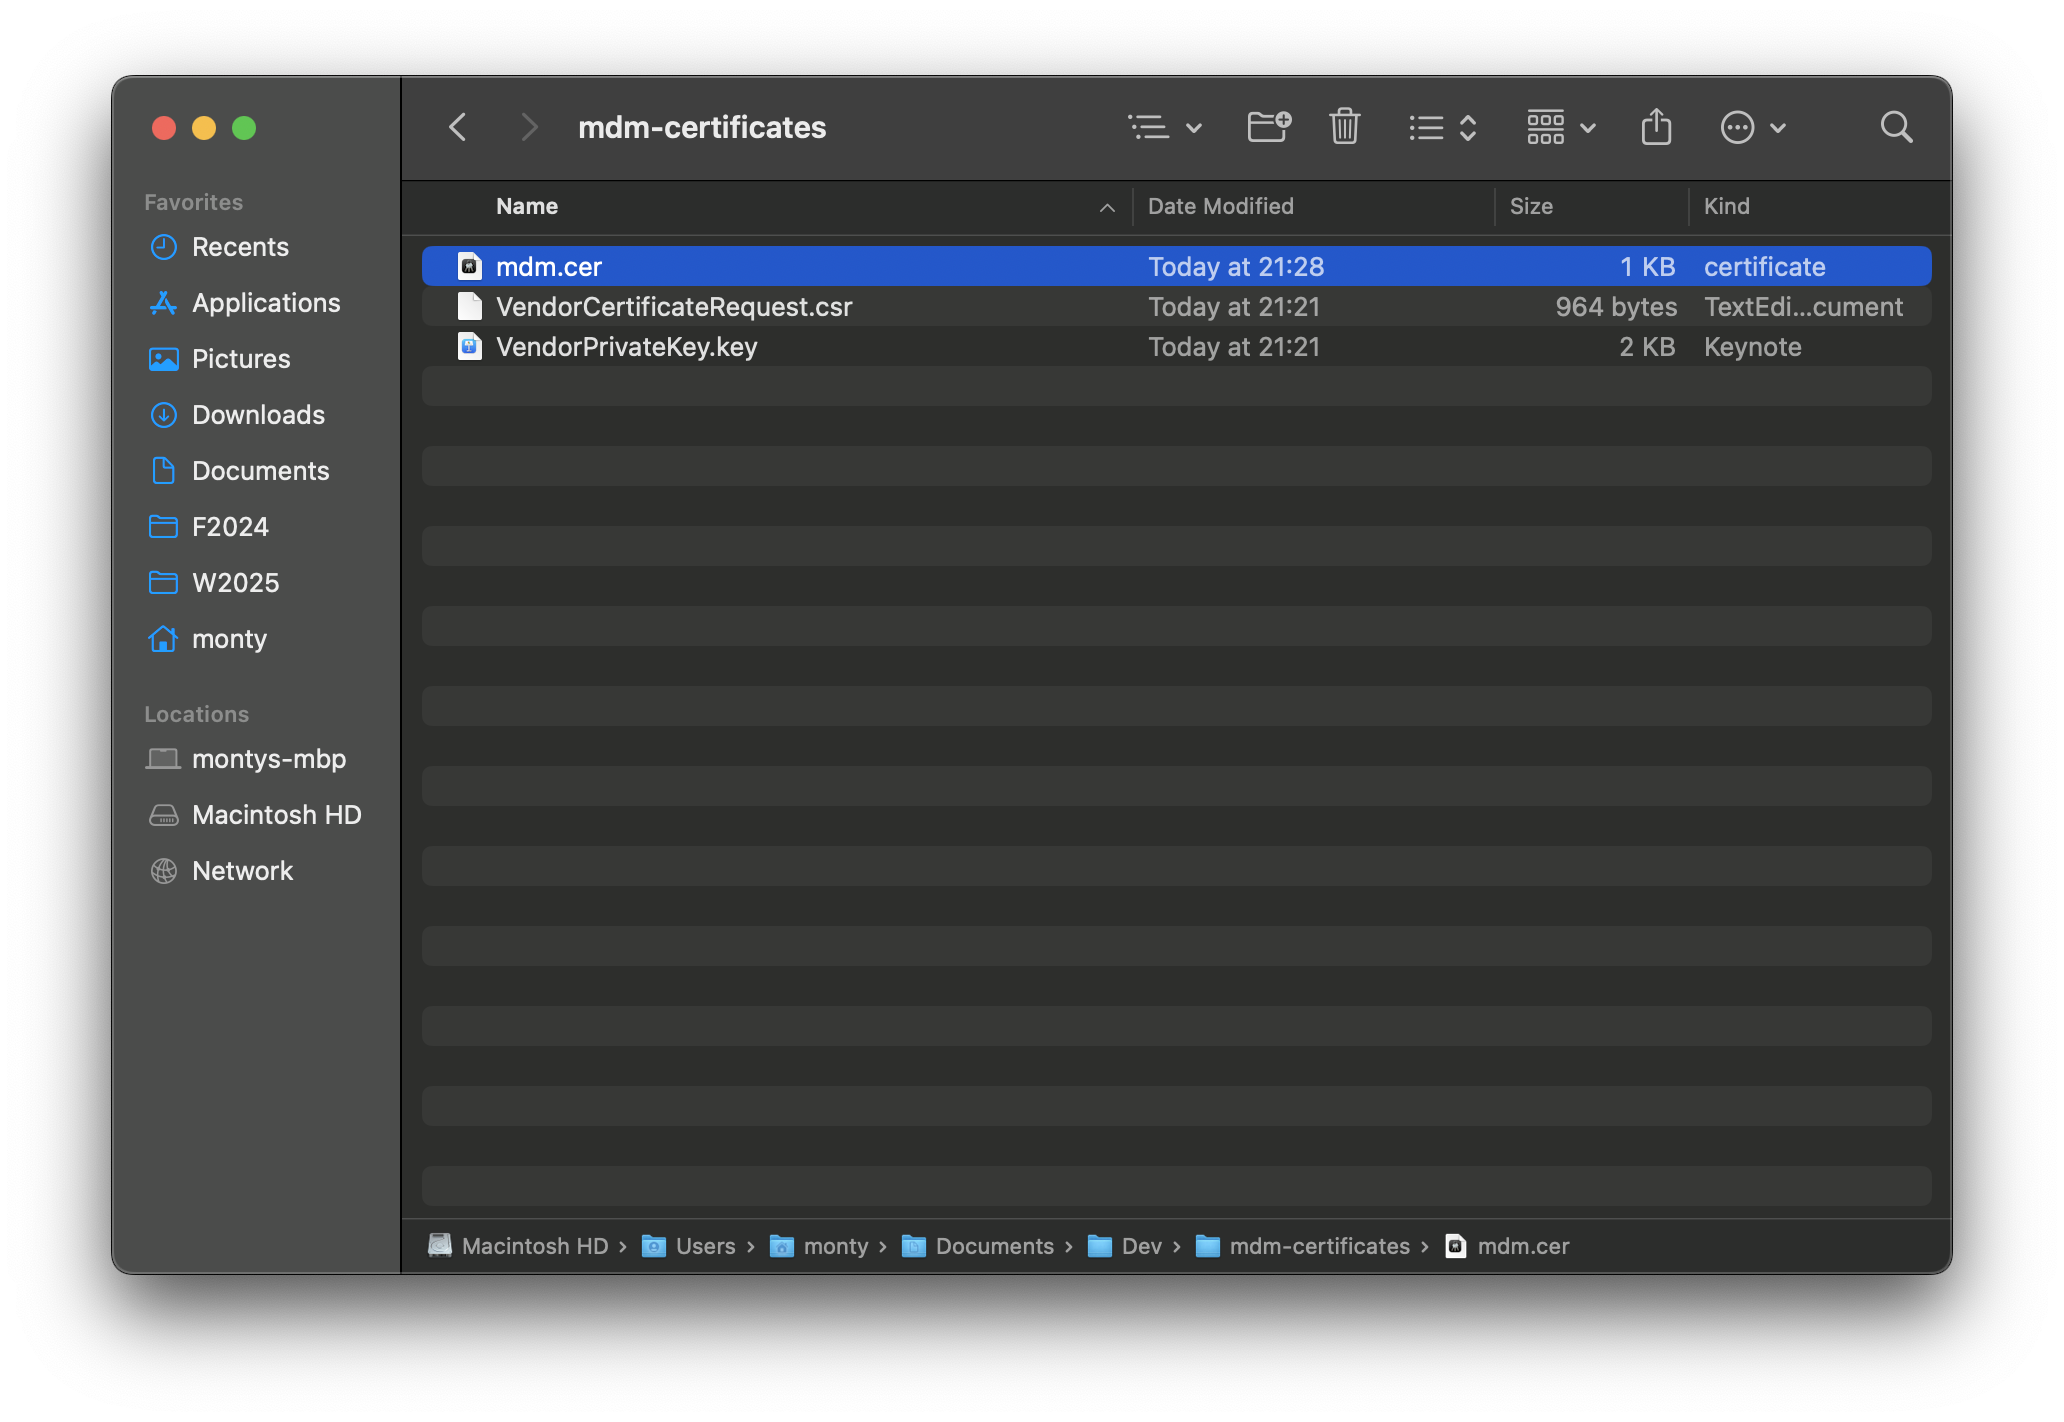 mdm-certificates
Favorites
Recents
Applications
Pictures
Downloads
Documents
F2024
W2025
monty
Locations
montys-mbp
Macintosh HD
Network
Name Date Modified Size Kind
mdm.cer Today at 21:28 1 KB certificate
VendorCertificateRequest.csr Today at 21:21 964 bytes TextEdi...cument
VendorPrivateKey.key Today at 21:21 2 KB Keynote
Macintosh HD › Users › monty › Documents › Dev › mdm-certificates › mdm.cer